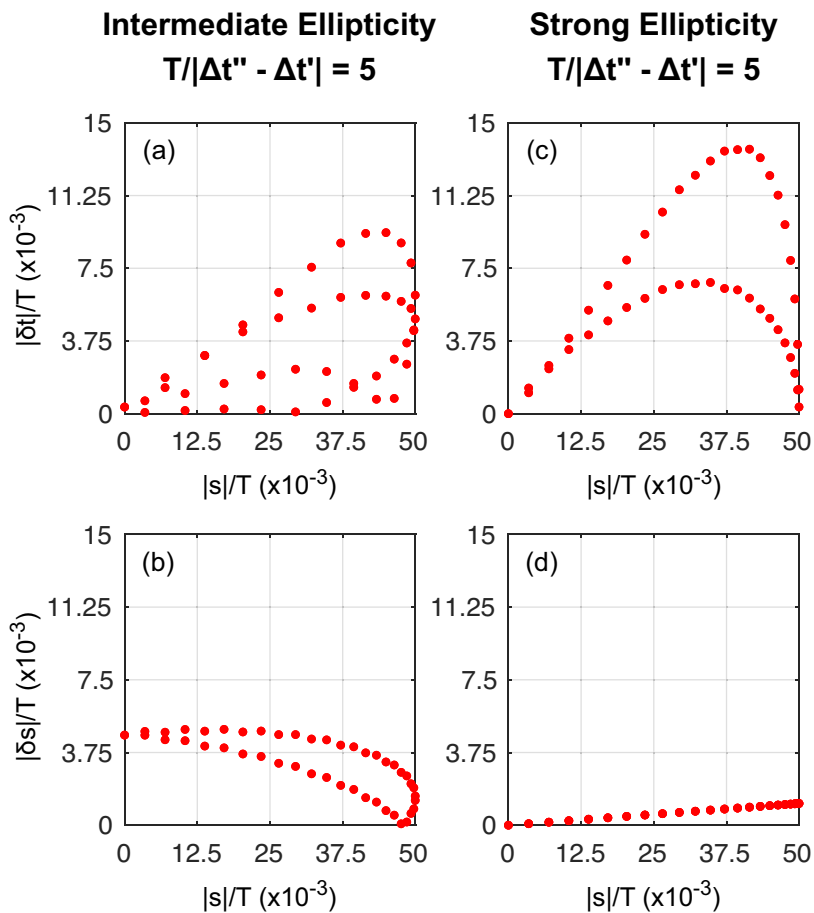 Intermediate Ellipticity
T/|Δt" - Δt'| = 5
Strong Ellipticity
T/|Δt" - Δt'| = 5
(a)
15
11.25
7.5
3.75
0
|δt|/T (x10⁻³)
0 12.5 25 37.5 50
|s|/T (x10⁻³)
(c)
15
11.25
7.5
3.75
0
0 12.5 25 37.5 50
|s|/T (x10⁻³)
(b)
15
11.25
7.5
3.75
0
|δs|/T (x10⁻³)
0 12.5 25 37.5 50
|s|/T (x10⁻³)
(d)
15
11.25
7.5
3.75
0
0 12.5 25 37.5 50
|s|/T (x10⁻³)